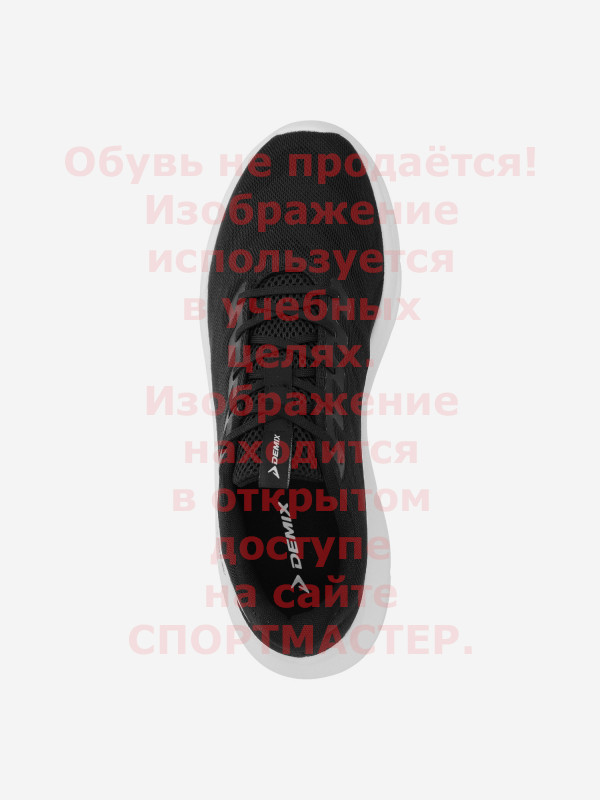 Обувь не продаётся!
Изображение
используется
в учебных
целях.
Изображение
находится
в открытом
доступе
на сайте
СПОРТМАСТЕР.
DEMIX
DEMIX